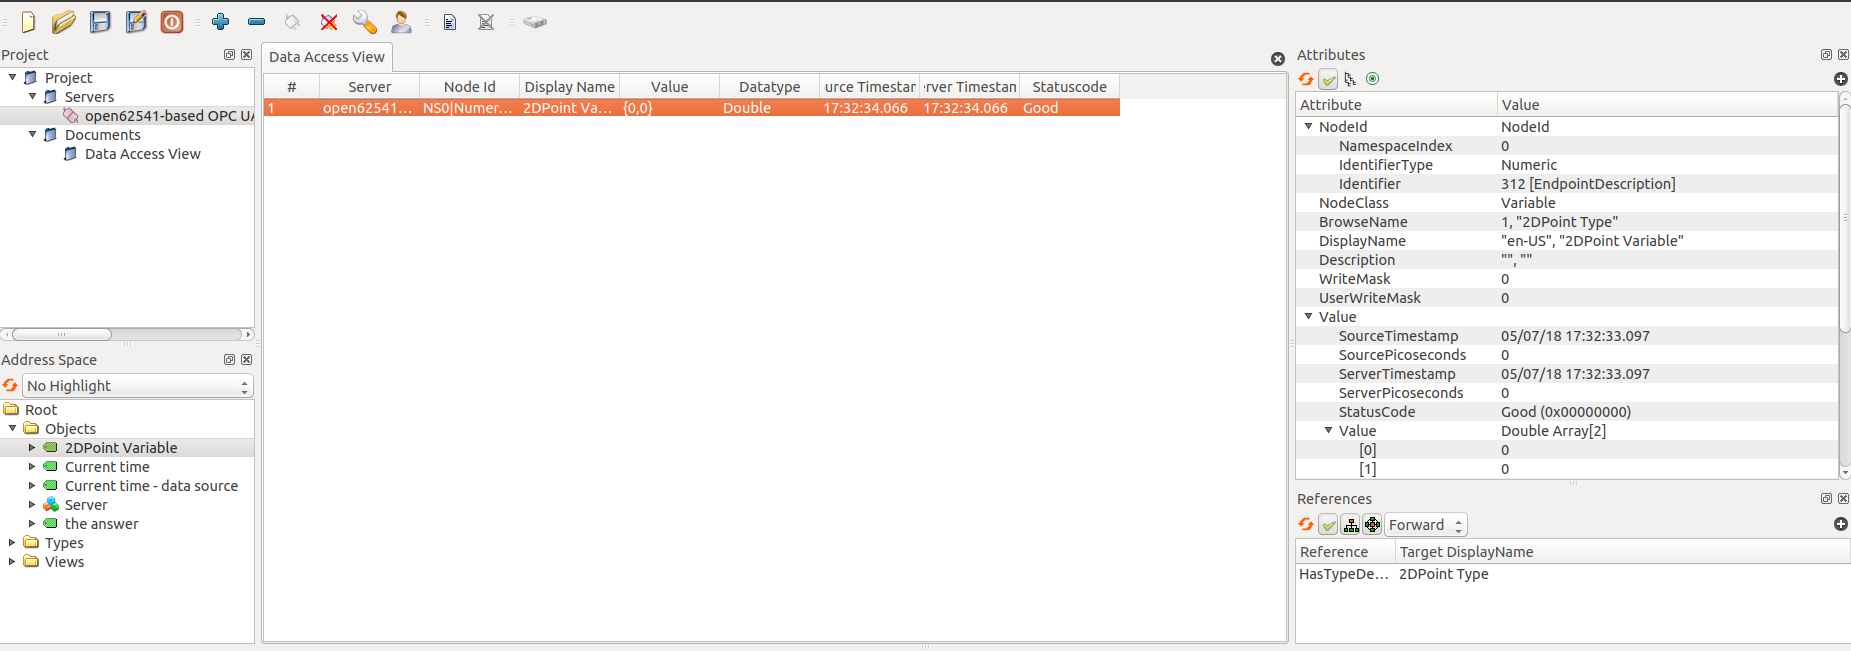 Project
Project
Servers
open62541-based OPC UA
Documents
Data Access View
Address Space
No Highlight
Root
Objects
2DPoint Variable
Current time
Current time - data source
Server
the answer
Types
Views
Data Access View
# Server Node Id Display Name Value Datatype urce Timestar rver Timestan Statuscode
1 open62541... NS0|Numer... 2DPoint Va... {0,0} Double 17:32:34.066 17:32:34.066 Good
Attributes
Attribute Value
NodeId NodeId
NamespaceIndex 0
IdentifierType Numeric
Identifier 312 [EndpointDescription]
NodeClass Variable
BrowseName 1, "2DPoint Type"
DisplayName "en-US", "2DPoint Variable"
Description "", ""
WriteMask 0
UserWriteMask 0
Value
SourceTimestamp 05/07/18 17:32:33.097
SourcePicoseconds 0
ServerTimestamp 05/07/18 17:32:33.097
ServerPicoseconds 0
StatusCode Good (0x00000000)
Value Double Array[2]
[0] 0
[1] 0
References
Forward
Reference Target DisplayName
HasTypeDe... 2DPoint Type